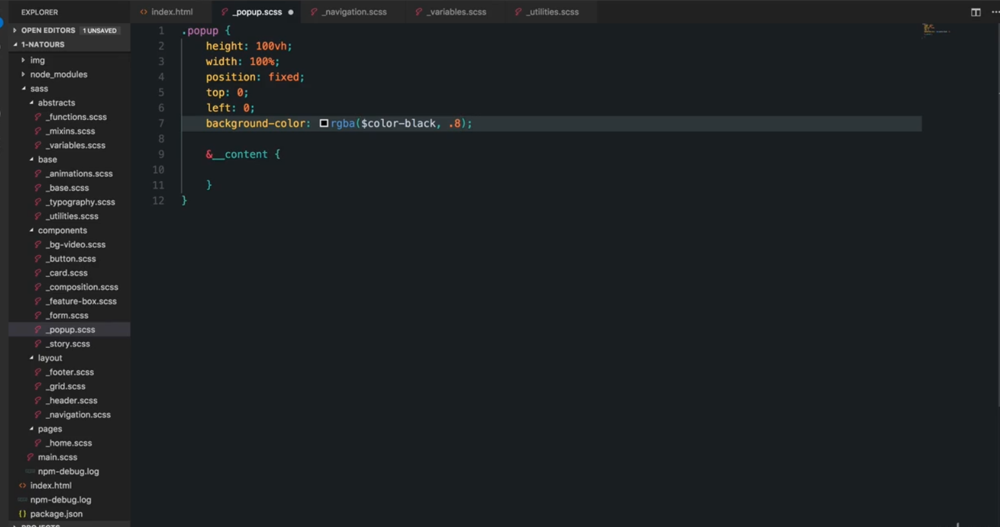 EXPLORER
OPEN EDITORS 1 UNSAVED
1-NATOURS
img
node_modules
sass
abstracts
_functions.scss
_mixins.scss
_variables.scss
base
_animations.scss
_base.scss
_typography.scss
_utilities.scss
components
_bg-video.scss
_button.scss
_card.scss
_composition.scss
_feature-box.scss
_form.scss
_popup.scss
_story.scss
layout
_footer.scss
_grid.scss
_header.scss
_navigation.scss
pages
_home.scss
main.scss
npm-debug.log
index.html
npm-debug.log
{} package.json
PROJECTS
<> index.html _popup.scss _navigation.scss _variables.scss _utilities.scss
1 .popup {
2 height: 100vh;
3 width: 100%;
4 position: fixed;
5 top: 0;
6 left: 0;
7 background-color: rgba($color-black, .8);
8
9 &__content {
10
11 }
12 }